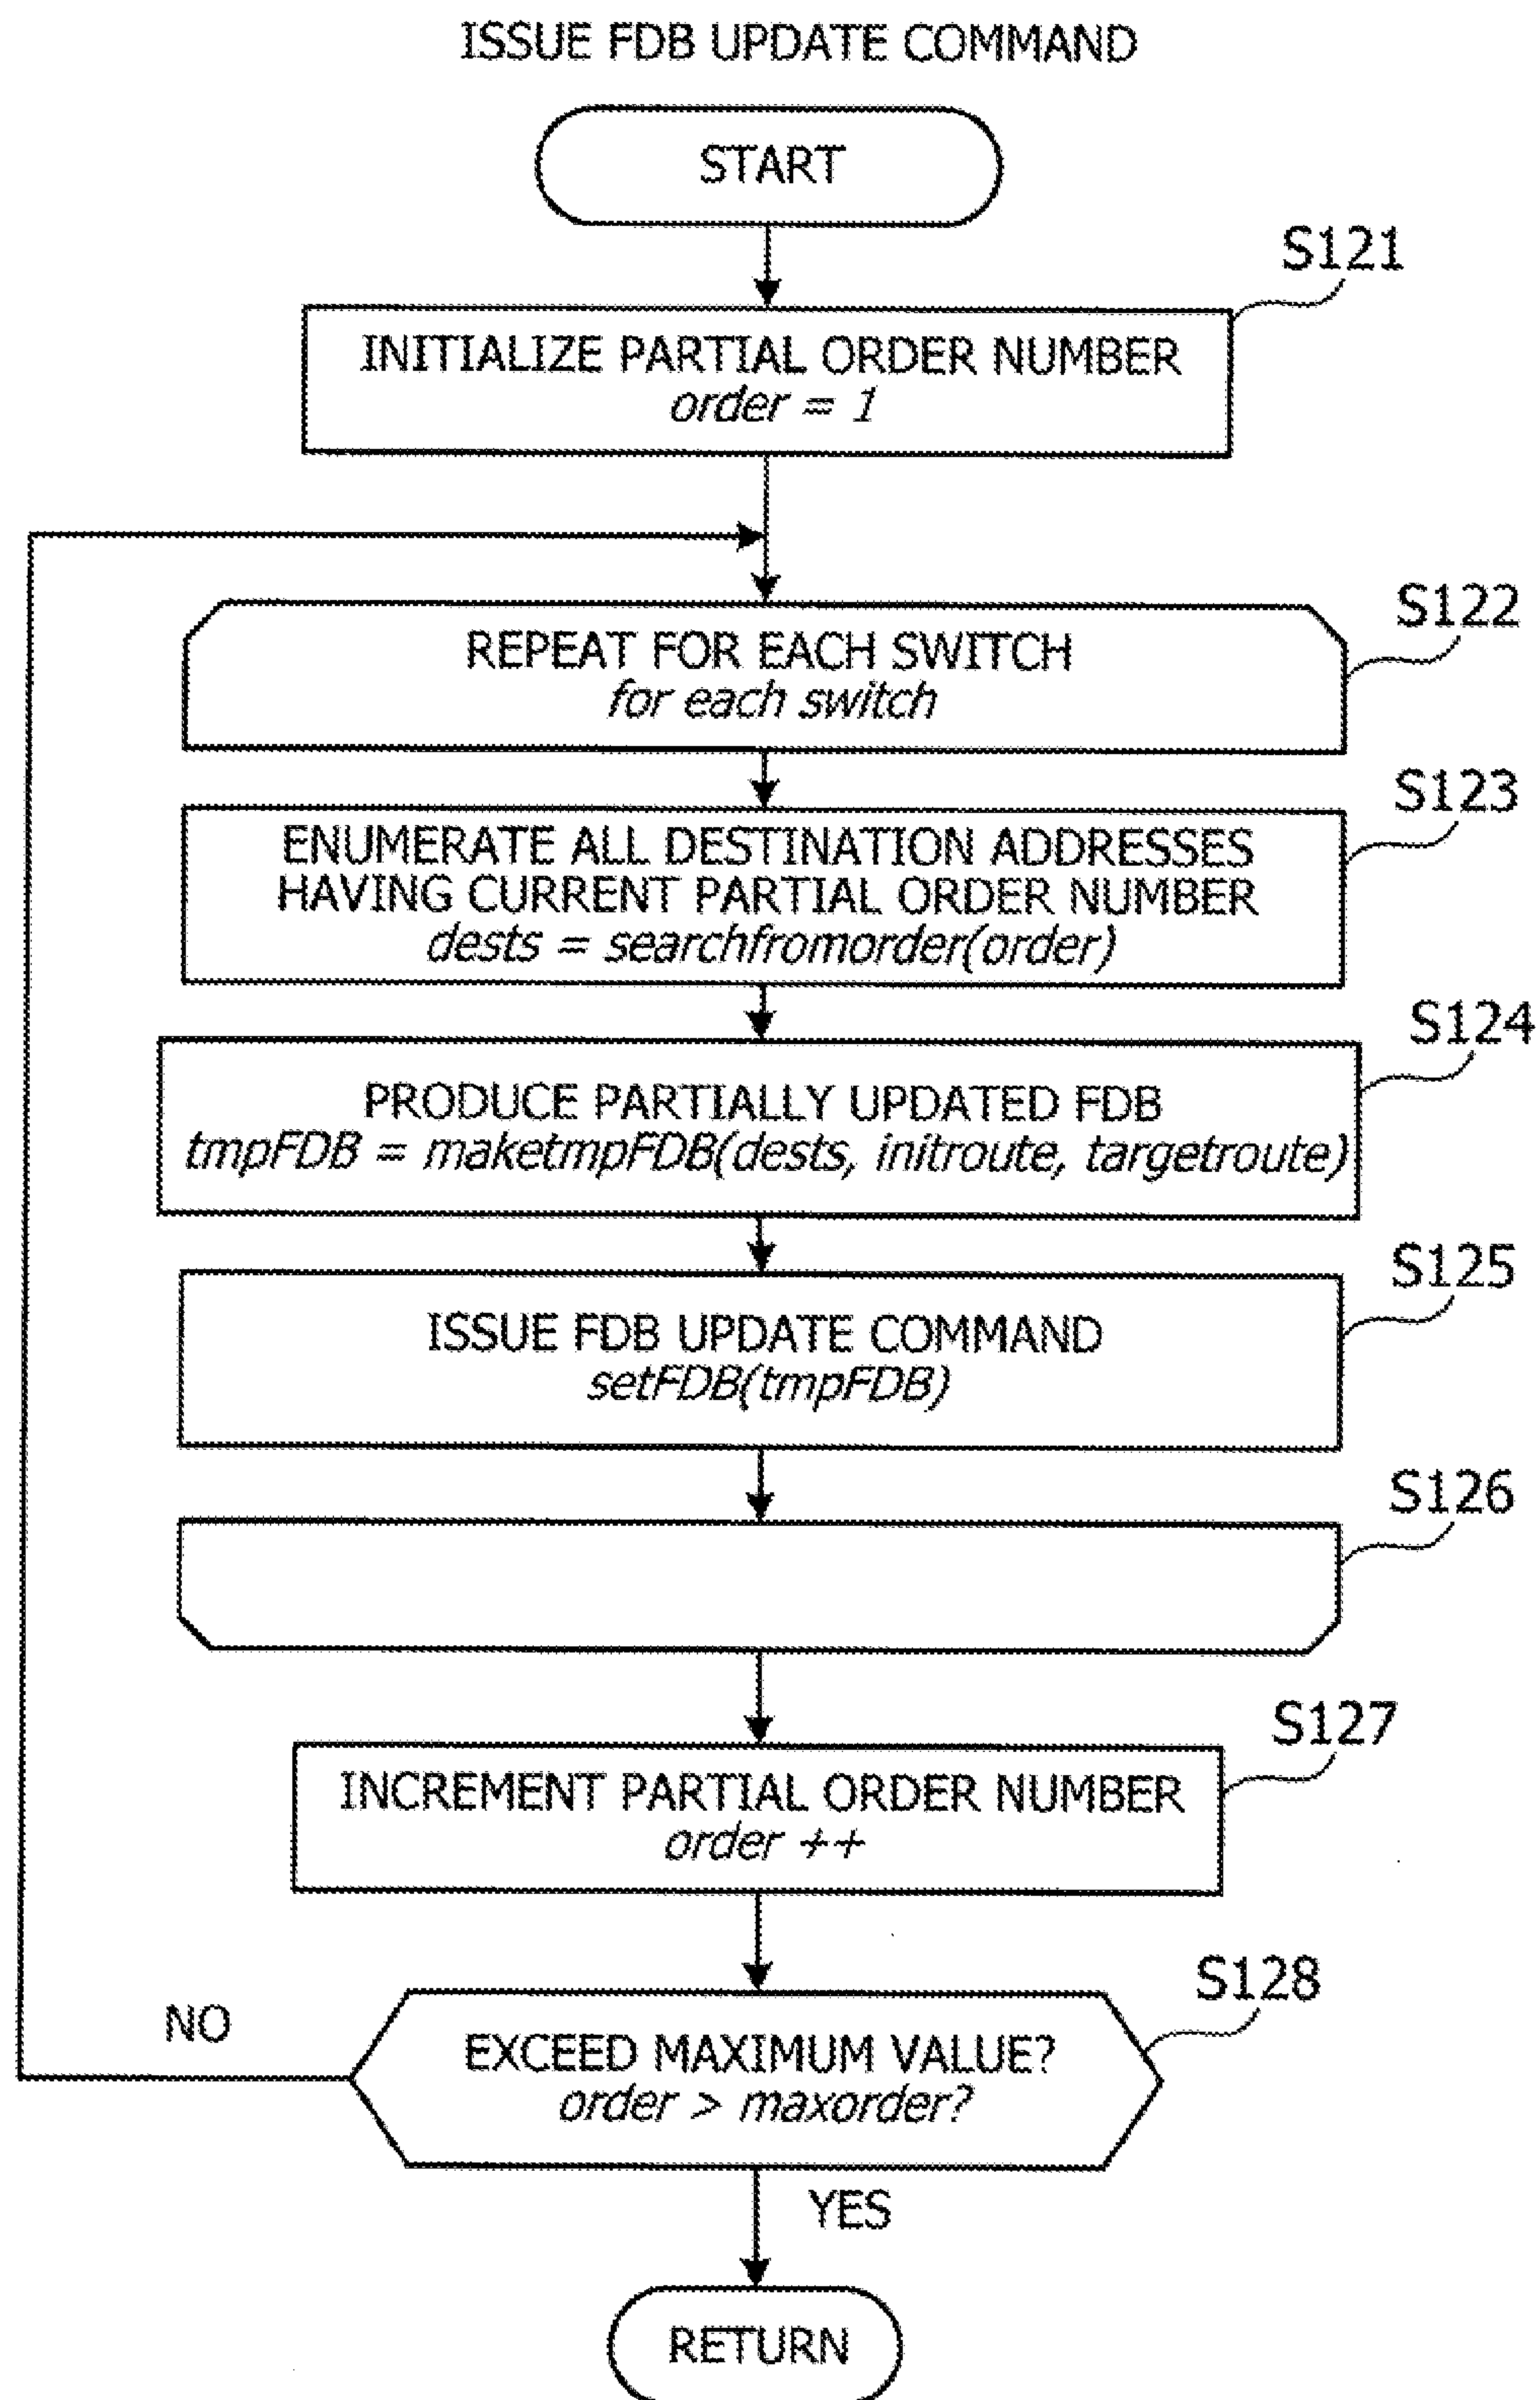 ISSUE FDB UPDATE COMMAND
START
S121
INITIALIZE PARTIAL ORDER NUMBER
order = 1
S122
REPEAT FOR EACH SWITCH
for each switch
S123
ENUMERATE ALL DESTINATION ADDRESSES
HAVING CURRENT PARTIAL ORDER NUMBER
dests = searchfromorder(order)
S124
PRODUCE PARTIALLY UPDATED FDB
tmpFDB = maketmpFDB(dests, initroute, targetroute)
S125
ISSUE FDB UPDATE COMMAND
setFDB(tmpFDB)
S126
S127
INCREMENT PARTIAL ORDER NUMBER
order ++
S128
NO
EXCEED MAXIMUM VALUE?
order > maxorder?
YES
RETURN